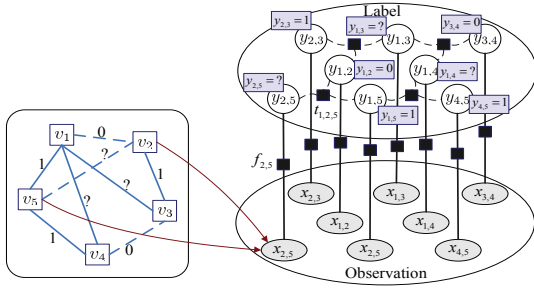 Label
y2,3 = 1
y1,3 = ?
y3,4 = 0
y2,3
y1,3
y3,4
y1,2
y1,2 = 0
y1,4
y1,4 = ?
y2,5 = ?
y2,5
t1,2,5
y1,5
y1,5 = 1
y4,5
y4,5 = 1
v1
0
v2
1
?
?
?
1
v5
v3
1
v4
0
f2,5
x2,3
x1,3
x3,4
x1,2
x1,4
x2,5
x2,5
x4,5
Observation